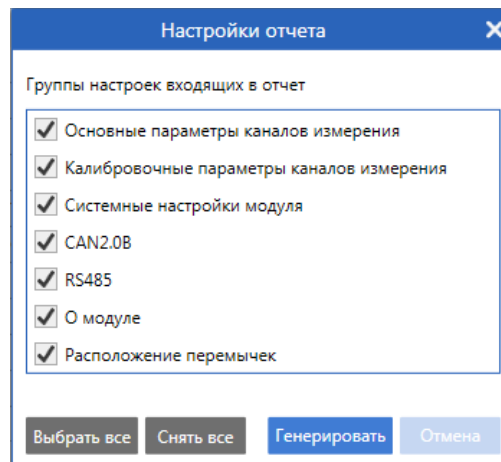 Настройки отчета
Группы настроек входящих в отчет
Основные параметры каналов измерения
Калибровочные параметры каналов измерения
Системные настройки модуля
CAN2.0B
RS485
О модуле
Расположение перемычек
Выбрать все Снять все Генерировать Отмена